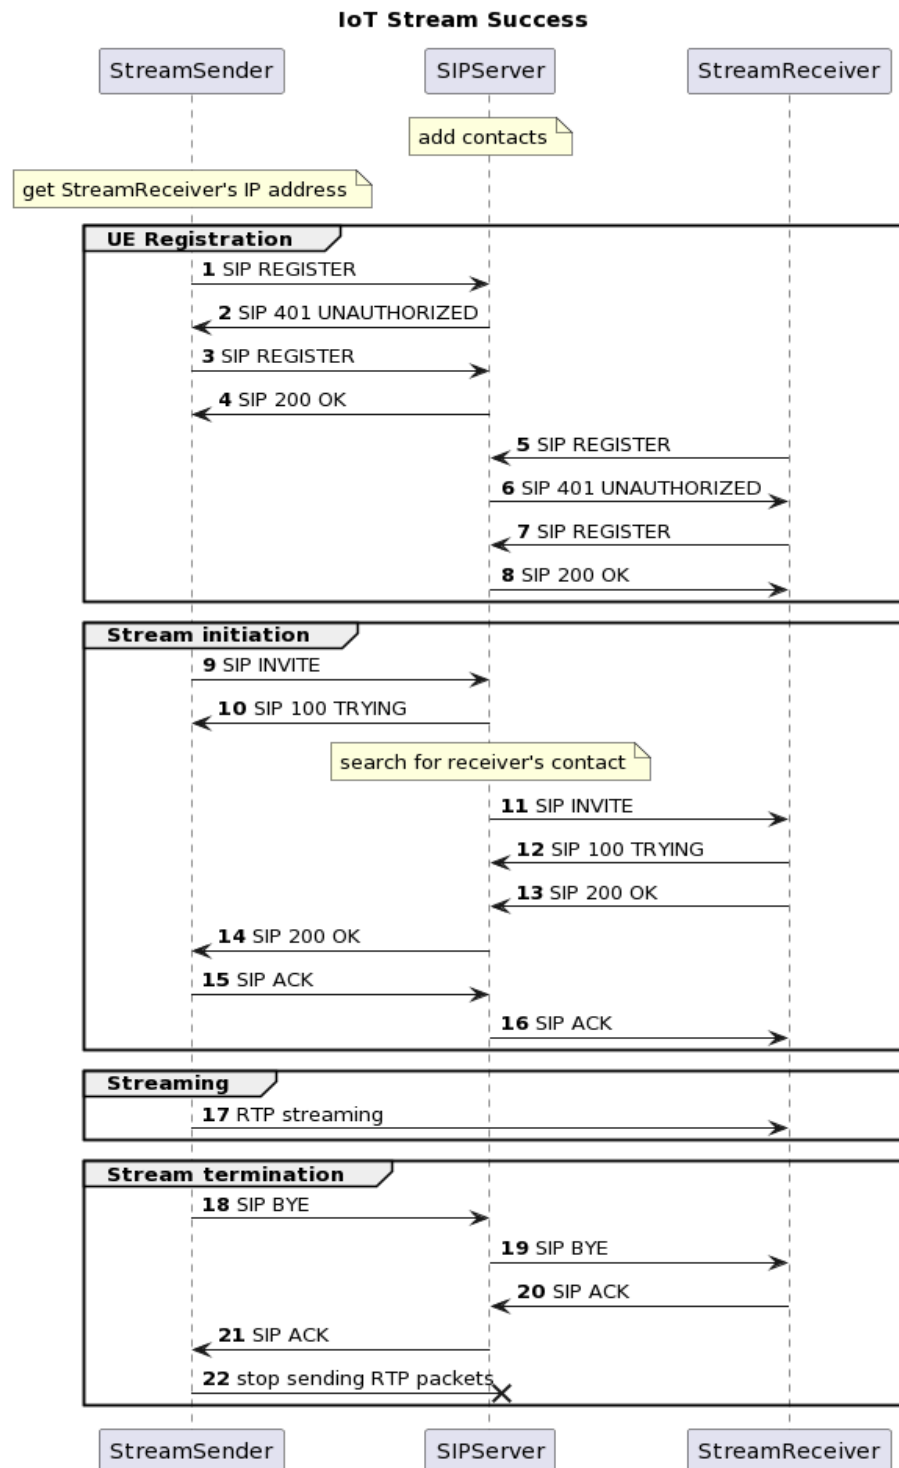 IoT Stream Success
StreamSender SIPServer StreamReceiver
add contacts
get StreamReceiver's IP address
UE Registration
1 SIP REGISTER
2 SIP 401 UNAUTHORIZED
3 SIP REGISTER
4 SIP 200 OK
5 SIP REGISTER
6 SIP 401 UNAUTHORIZED
7 SIP REGISTER
8 SIP 200 OK
Stream initiation
9 SIP INVITE
10 SIP 100 TRYING
search for receiver's contact
11 SIP INVITE
12 SIP 100 TRYING
13 SIP 200 OK
14 SIP 200 OK
15 SIP ACK
16 SIP ACK
Streaming
17 RTP streaming
Stream termination
18 SIP BYE
19 SIP BYE
20 SIP ACK
21 SIP ACK
22 stop sending RTP packets
StreamSender SIPServer StreamReceiver